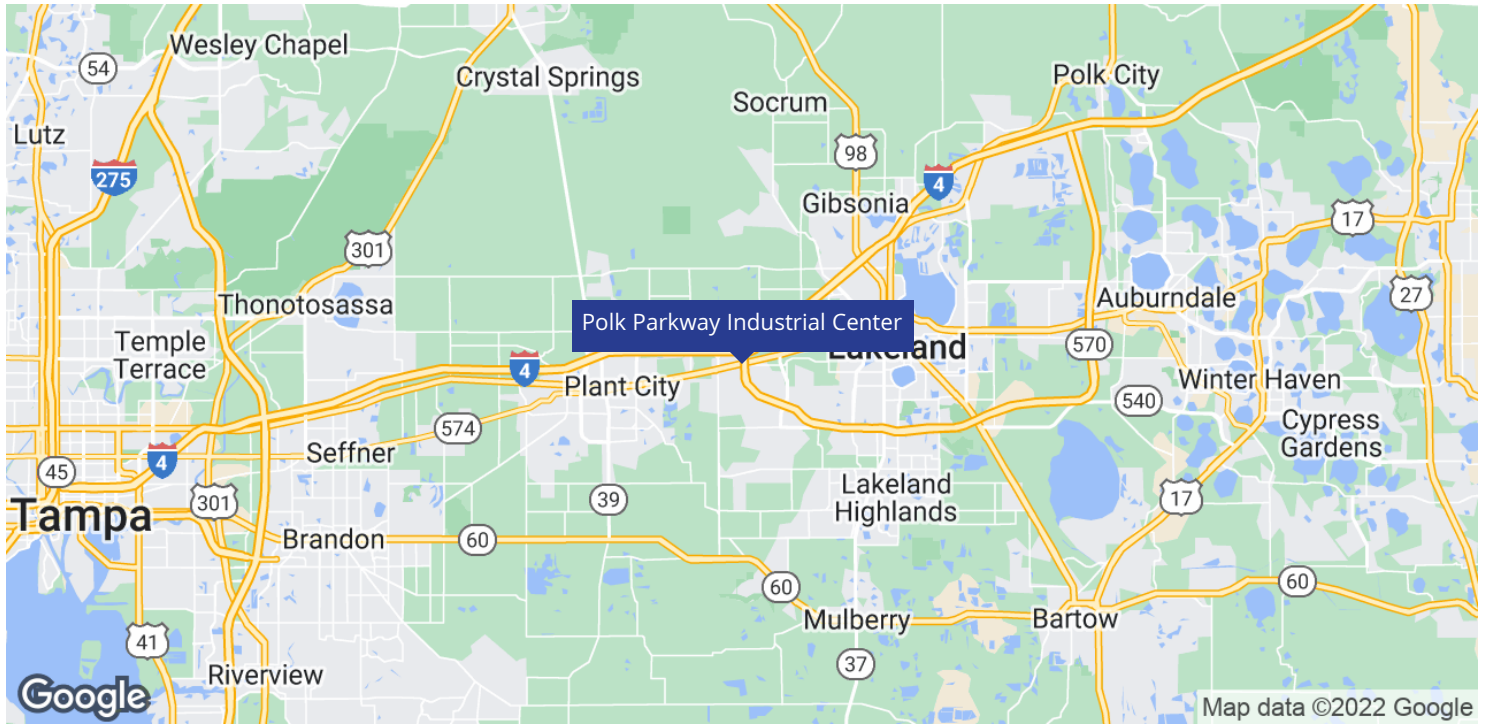 Wesley Chapel
54
Crystal Springs
Polk City
Socrum
Lutz
98
275
4
Gibsonia
17
301
27
Thonotosassa
Auburndale
Polk Parkway Industrial Center
Temple
Terrace
Lakeland
570
4
Plant City
Winter Haven
540
574
Cypress
Gardens
Seffner
4
45
Lakeland
Highlands
39
17
301
Tampa
Brandon
60
60
60
Mulberry
Bartow
41
37
Riverview
Google
Map data ©2022 Google